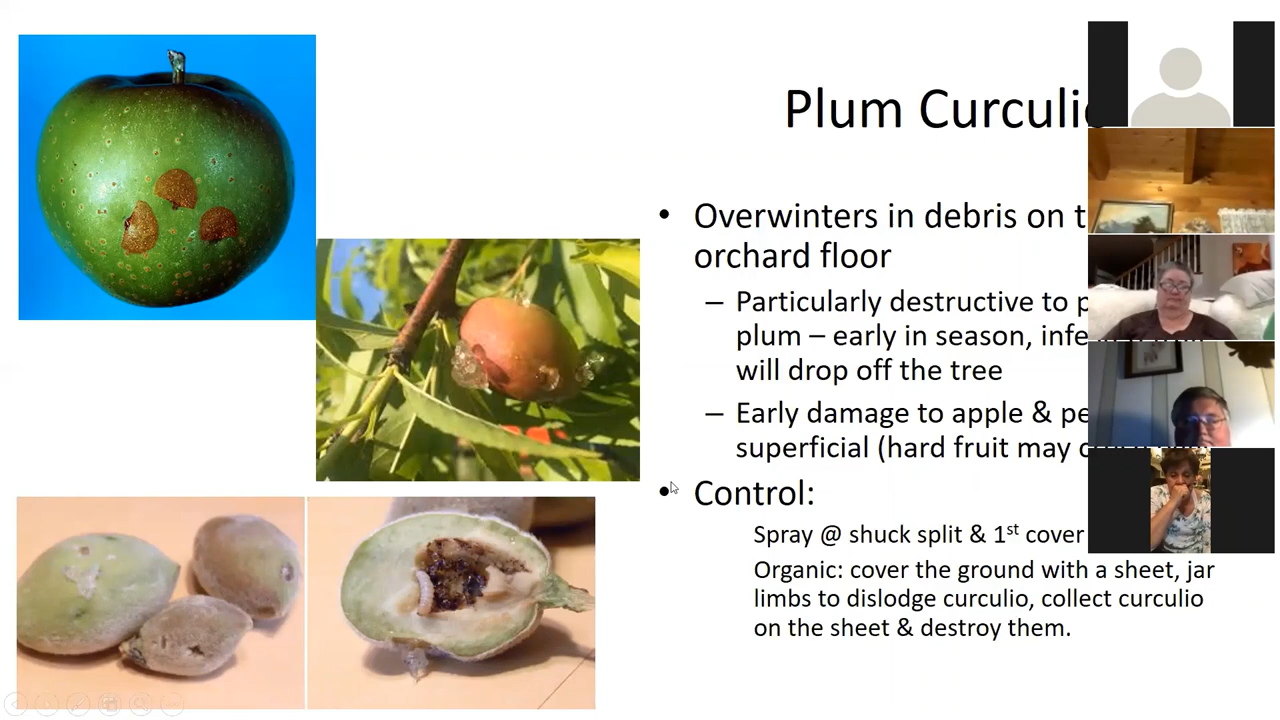 Plum Curculio
• Overwinters in debris on t
orchard floor
– Particularly destructive to p
plum – early in season, infe
will drop off the tree
– Early damage to apple & pe
superficial (hard fruit may c
• Control:
Spray @ shuck split & 1st cover
Organic: cover the ground with a sheet, jar
limbs to dislodge curculio, collect curculio
on the sheet & destroy them.